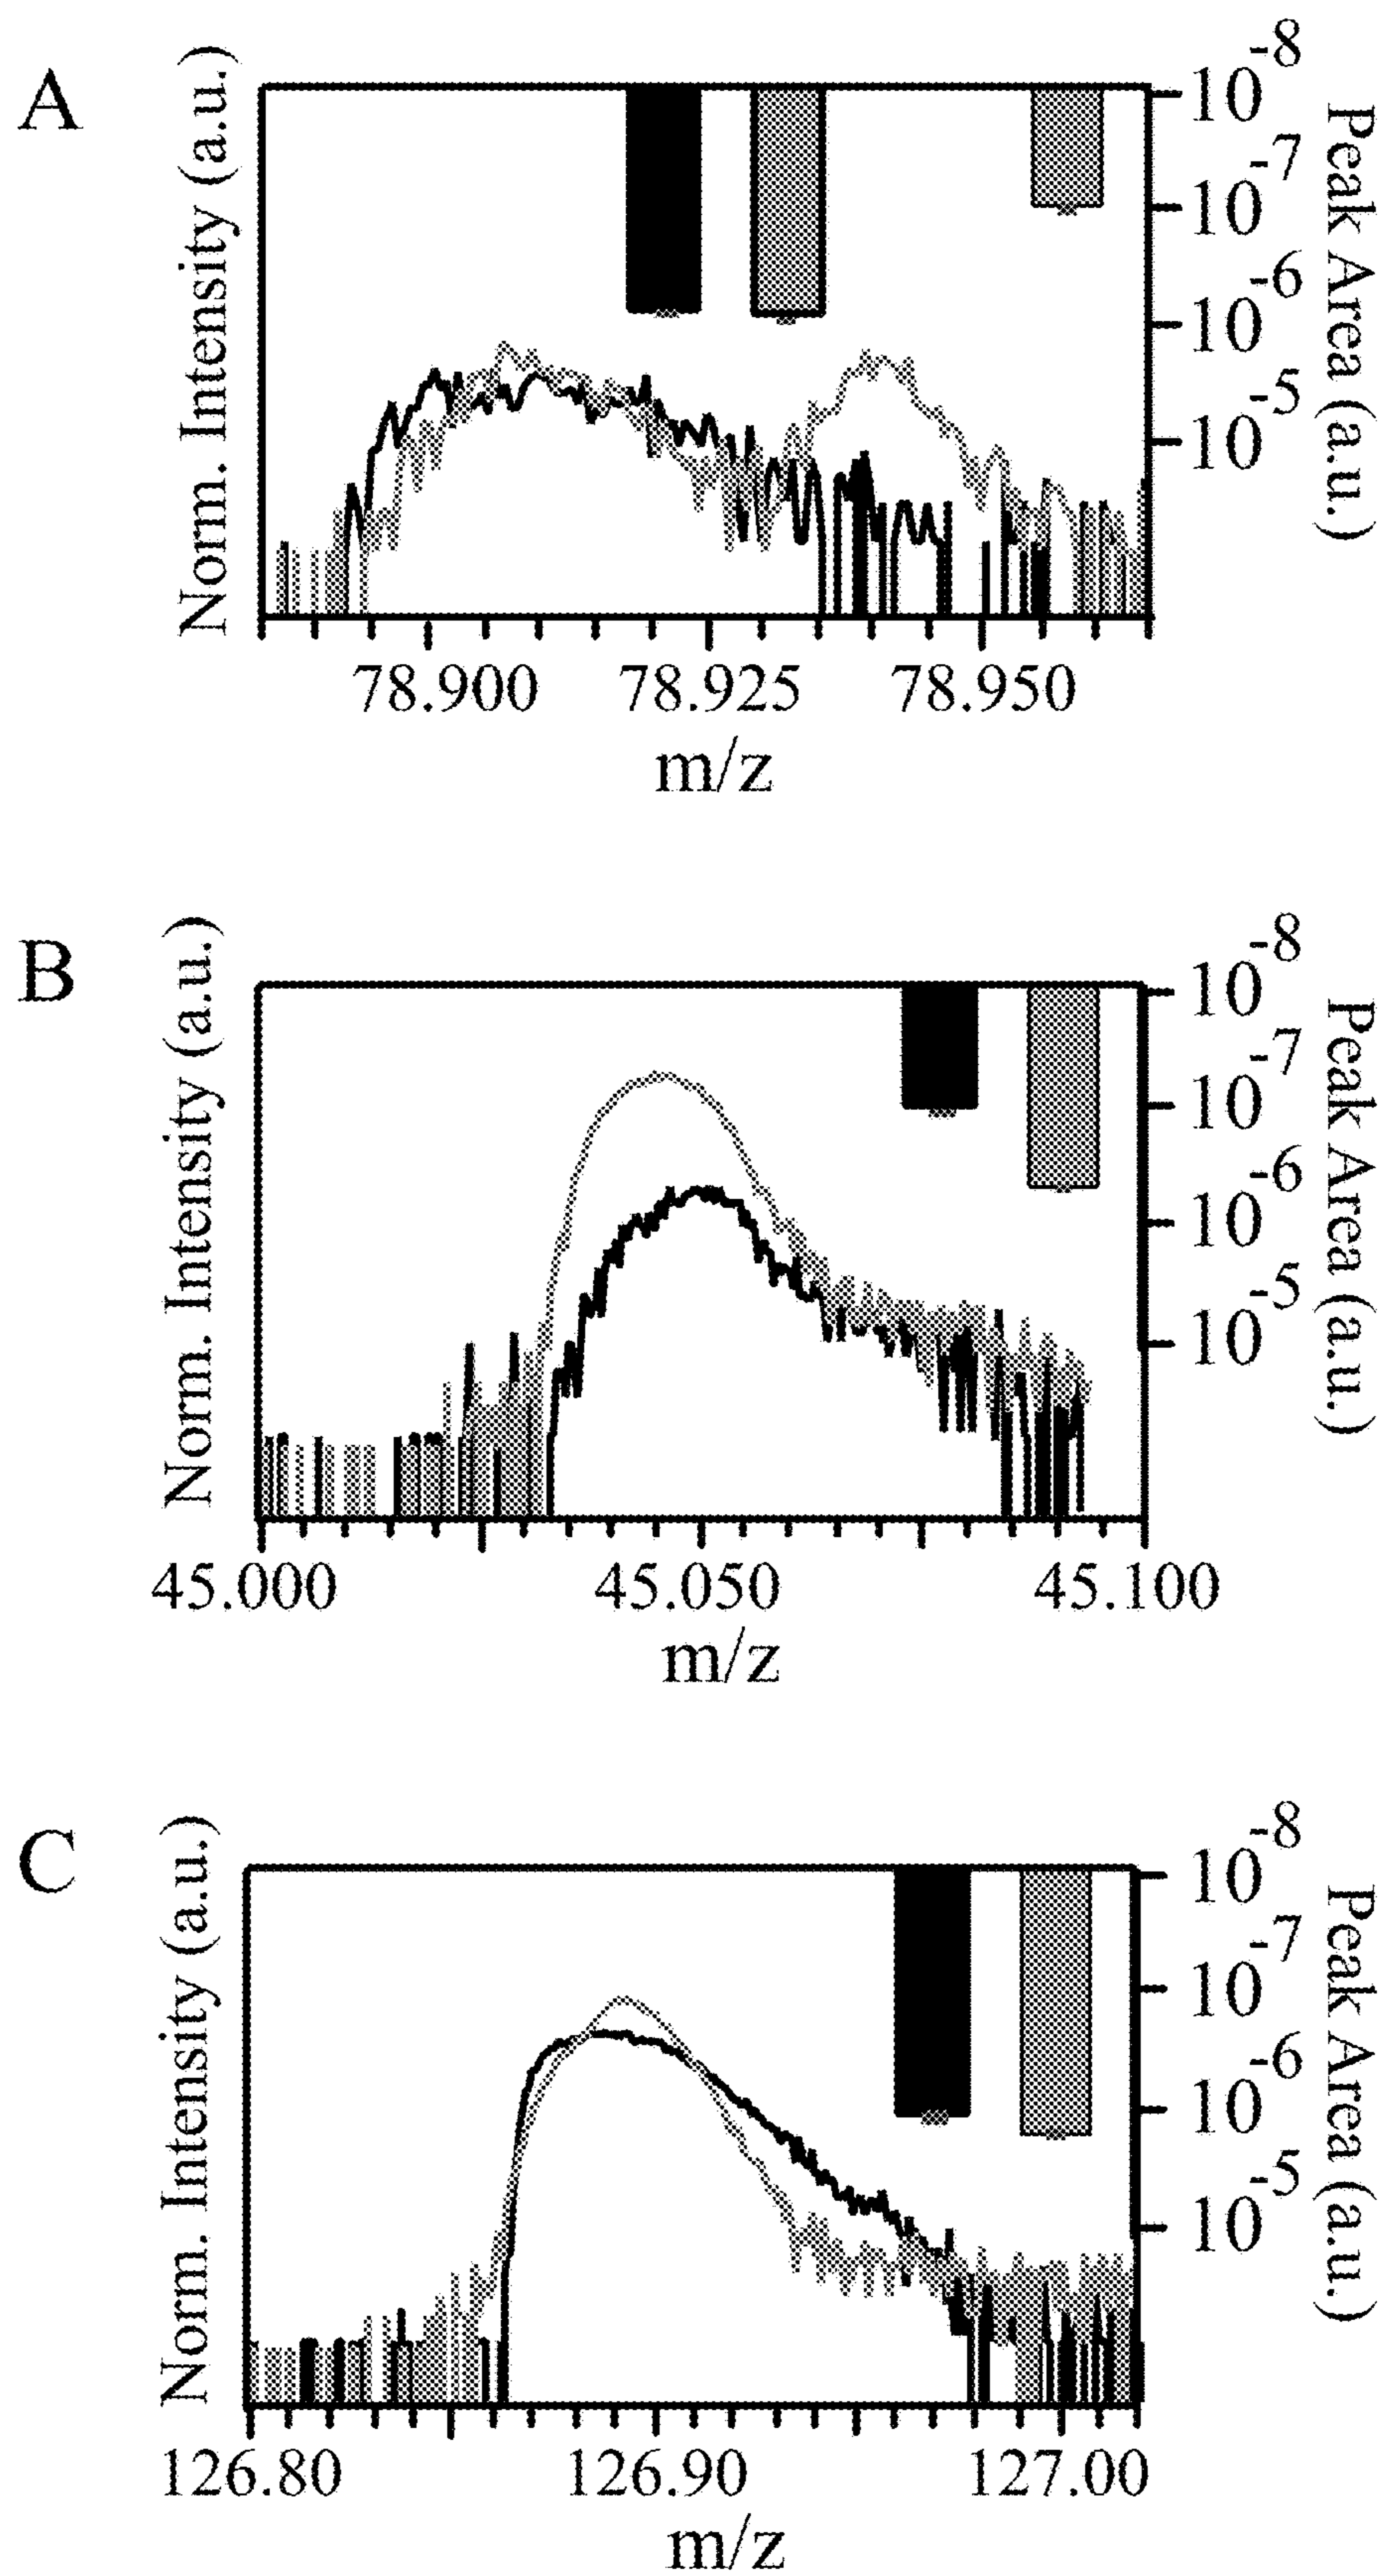 A
Norm. Intensity (a.u.)
10-8
10-7
10-6
10-5
Peak Area (a.u.)
78.900 78.925 78.950
m/z
B
Norm. Intensity (a.u.)
10-8
10-7
10-6
10-5
Peak Area (a.u.)
45.000 45.050 45.100
m/z
C
Norm. Intensity (a.u.)
10-8
10-7
10-6
10-5
Peak Area (a.u.)
126.80 126.90 127.00
m/z